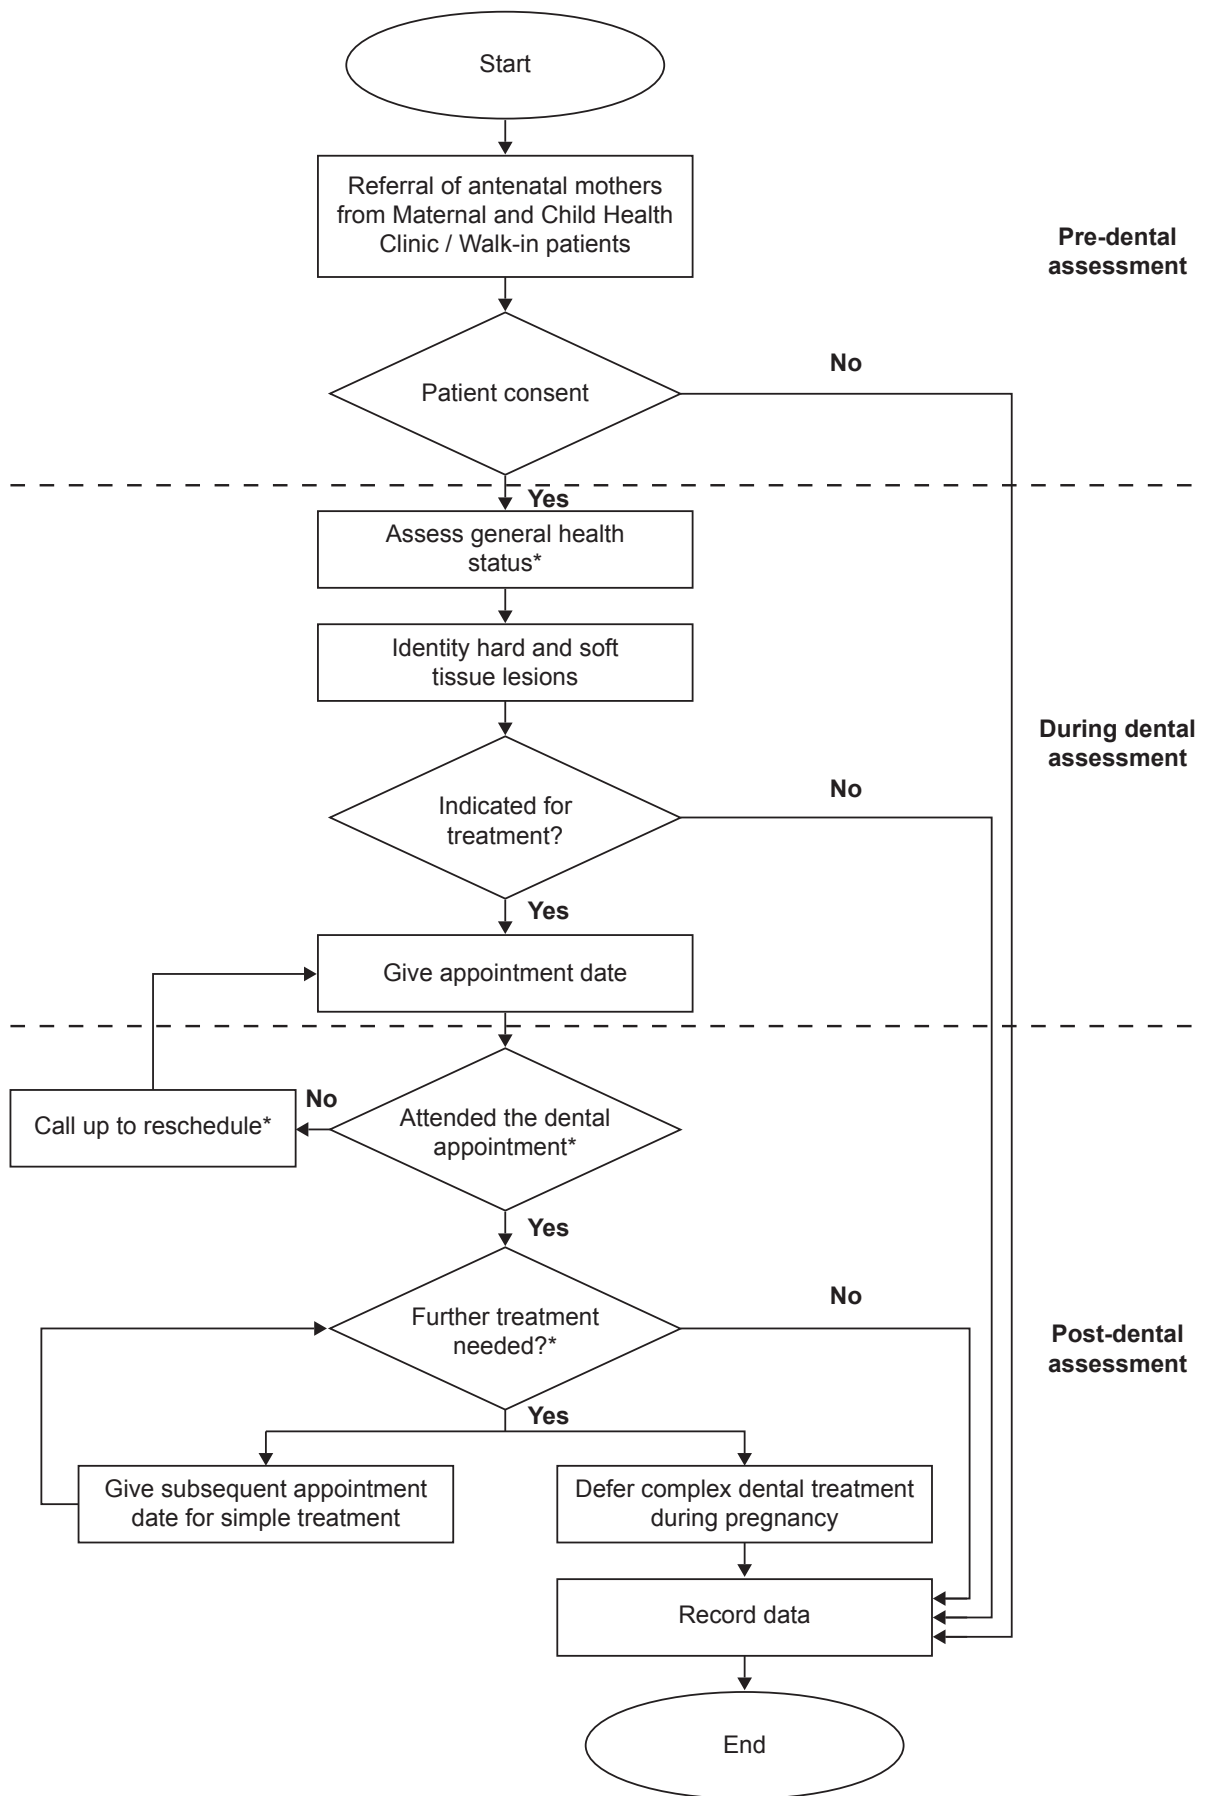 Start
Referral of antenatal mothers
from Maternal and Child Health
Clinic / Walk-in patients
Pre-dental
assessment
Patient consent
No
Yes
Assess general health
status*
Identity hard and soft
tissue lesions
During dental
assessment
Indicated for
treatment?
No
Yes
Give appointment date
Call up to reschedule*
No
Attended the dental
appointment*
Yes
Further treatment
needed?*
No
Post-dental
assessment
Yes
Give subsequent appointment
date for simple treatment
Defer complex dental treatment
during pregnancy
Record data
End